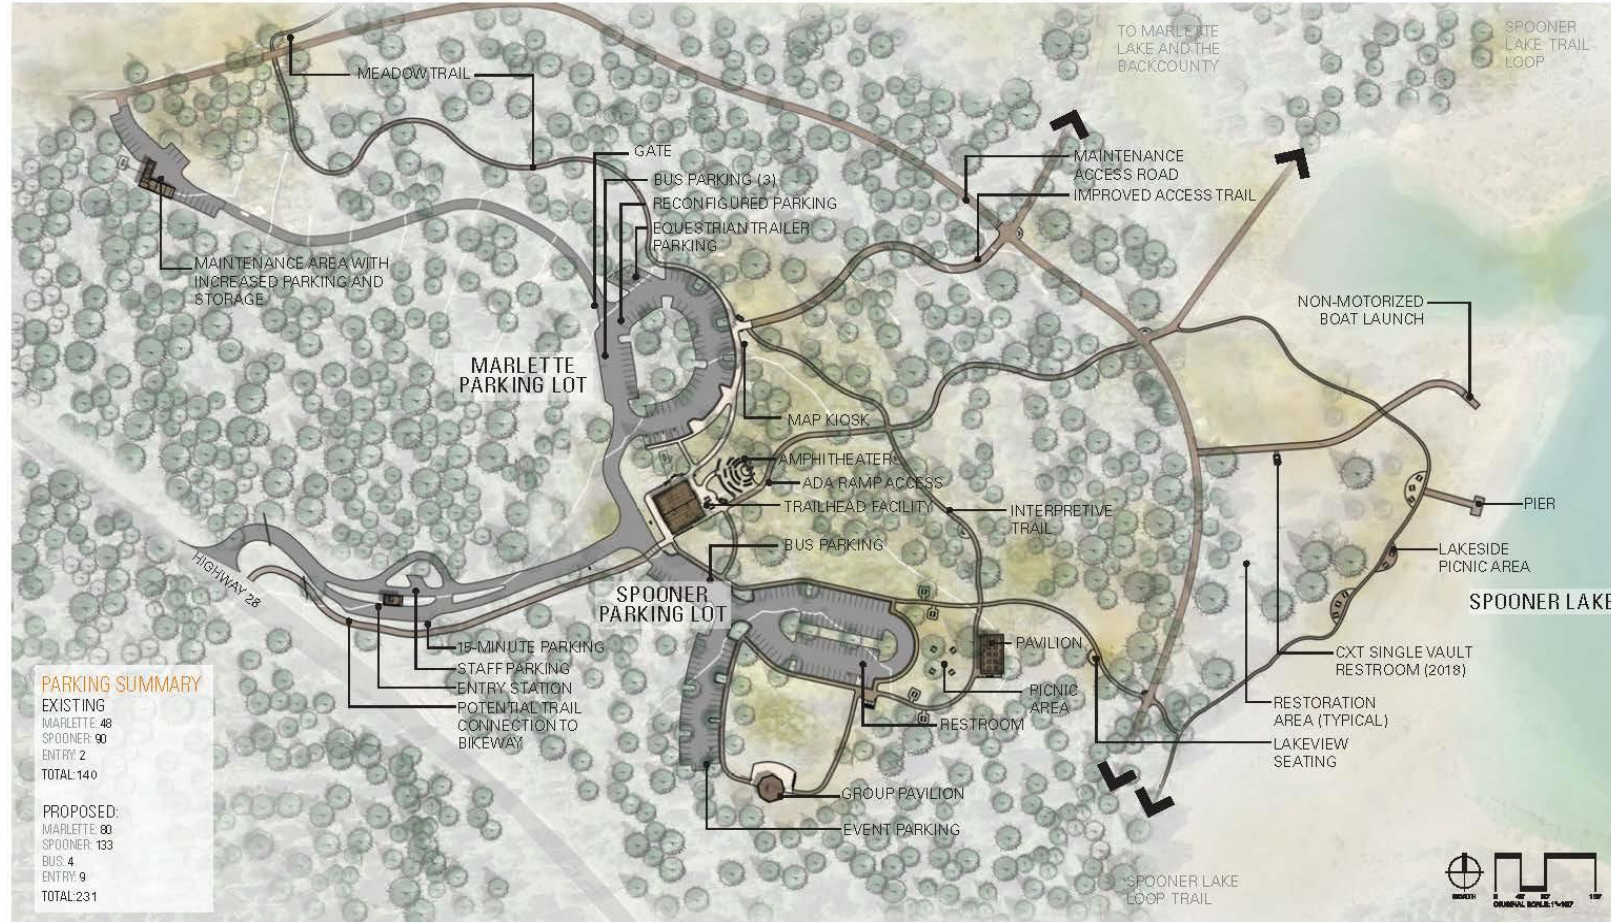 TO MARLETTE
LAKE AND THE
BACKCOUNTY
SPOONER
LAKE TRAIL
LOOP
MEADOW TRAIL
GATE
BUS PARKING (3)
RECONFIGURED PARKING
EQUESTRIAN TRAILER
PARKING
MAINTENANCE
ACCESS ROAD
IMPROVED ACCESS TRAIL
MAINTENANCE AREA WITH
INCREASED PARKING AND
STORAGE
NON-MOTORIZED
BOAT LAUNCH
MARLETTE
PARKING LOT
MAP KIOSK
AMPHITHEATER
ADA RAMP ACCESS
TRAILHEAD FACILITY
INTERPRETIVE
TRAIL
PIER
BUS PARKING
LAKESIDE
PICNIC AREA
HIGHWAY 28
SPOONER
PARKING LOT
SPOONER LAKE
15-MINUTE PARKING
STAFF PARKING
ENTRY STATION
POTENTIAL TRAIL
CONNECTION TO
BIKEWAY
PAVILION
PICNIC
AREA
RESTROOM
CXT SINGLE VAULT
RESTROOM (2018)
RESTORATION
AREA (TYPICAL)
LAKEVIEW
SEATING
GROUP PAVILION
EVENT PARKING
PARKING SUMMARY
EXISTING
MARLETTE: 48
SPOONER: 90
ENTRY: 2
TOTAL: 140
PROPOSED:
MARLETTE: 80
SPOONER: 133
BUS: 4
ENTRY: 9
TOTAL: 231
SPOONER LAKE
LOOP TRAIL
NORTH